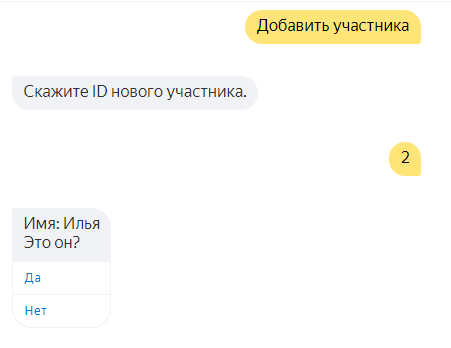 Добавить участника
Скажите ID нового участника.
2
Имя: Илья
Это он?
Да
Нет